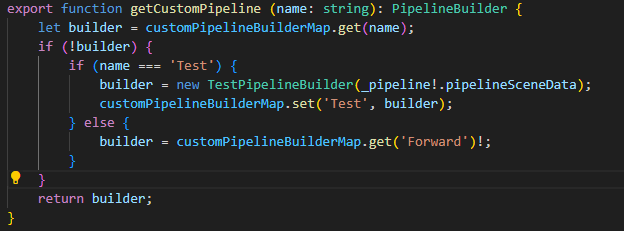 export function getCustomPipeline (name: string): PipelineBuilder {
    let builder = customPipelineBuilderMap.get(name);
    if (!builder) {
        if (name === 'Test') {
            builder = new TestPipelineBuilder(_pipeline!.pipelineSceneData);
            customPipelineBuilderMap.set('Test', builder);
        } else {
            builder = customPipelineBuilderMap.get('Forward')!;
        }
    }
    return builder;
}